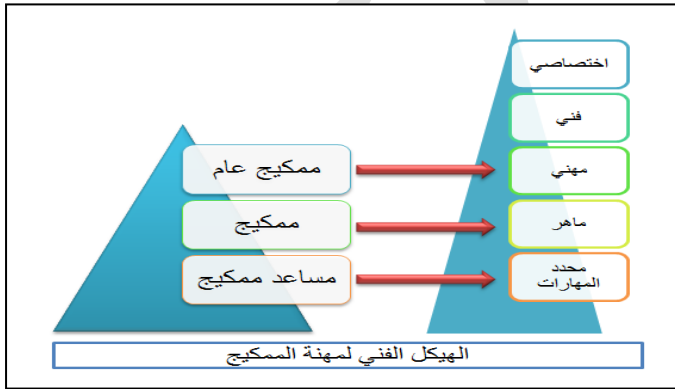 اختصاصي
فني
مهني
ماهر
محدد
المهارات
ممكيج عام
ممكيج
مساعد ممكيج
الهيكل الفني لمهنة الممكيج